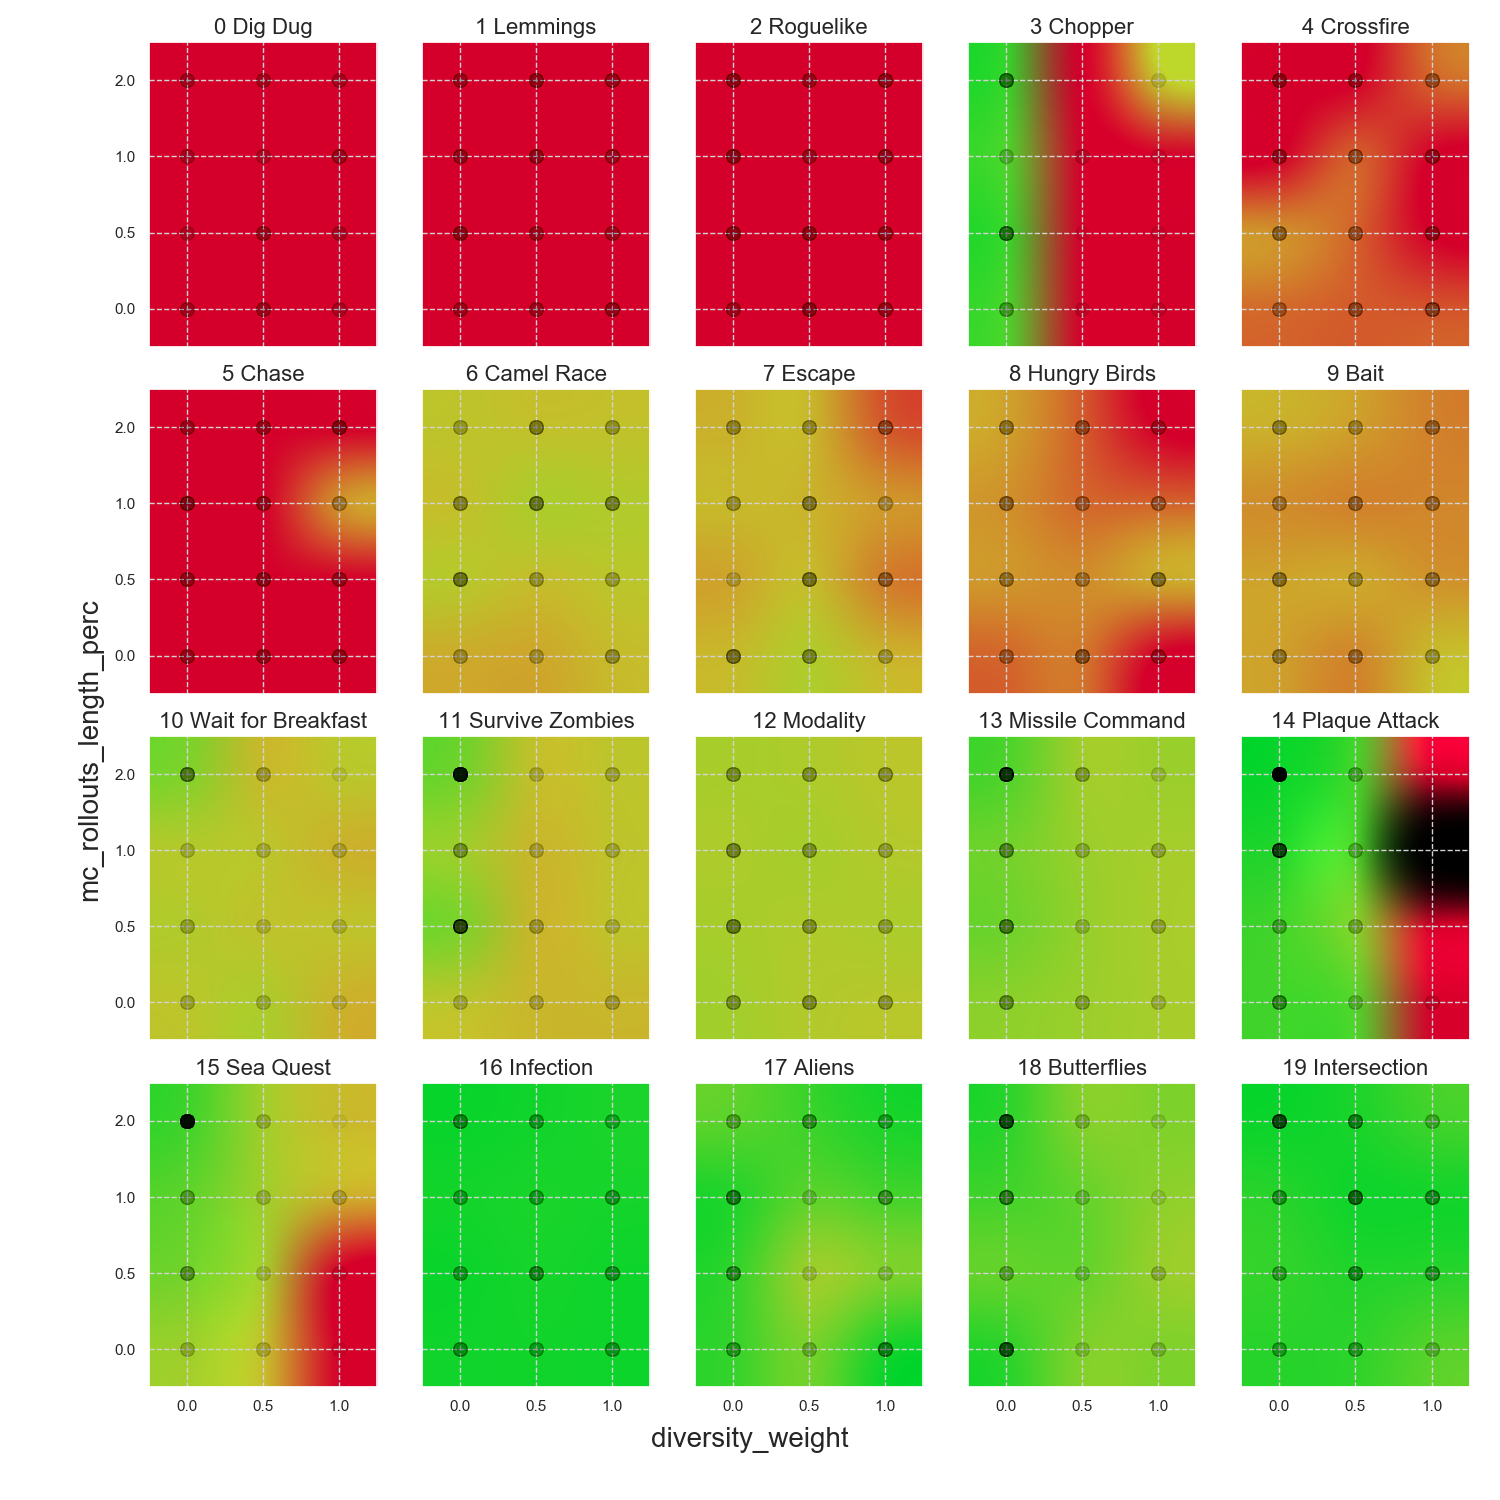 0 Dig Dug
1 Lemmings
2 Roguelike
3 Chopper
4 Crossfire
2.0
1.0
0.5
0.0
5 Chase
6 Camel Race
7 Escape
8 Hungry Birds
9 Bait
2.0
1.0
0.5
0.0
mc_rollouts_length_perc
10 Wait for Breakfast
11 Survive Zombies
12 Modality
13 Missile Command
14 Plaque Attack
2.0
1.0
0.5
0.0
15 Sea Quest
16 Infection
17 Aliens
18 Butterflies
19 Intersection
2.0
1.0
0.5
0.0
0.0 0.5 1.0
0.0 0.5 1.0
0.0 0.5 1.0
0.0 0.5 1.0
0.0 0.5 1.0
diversity_weight